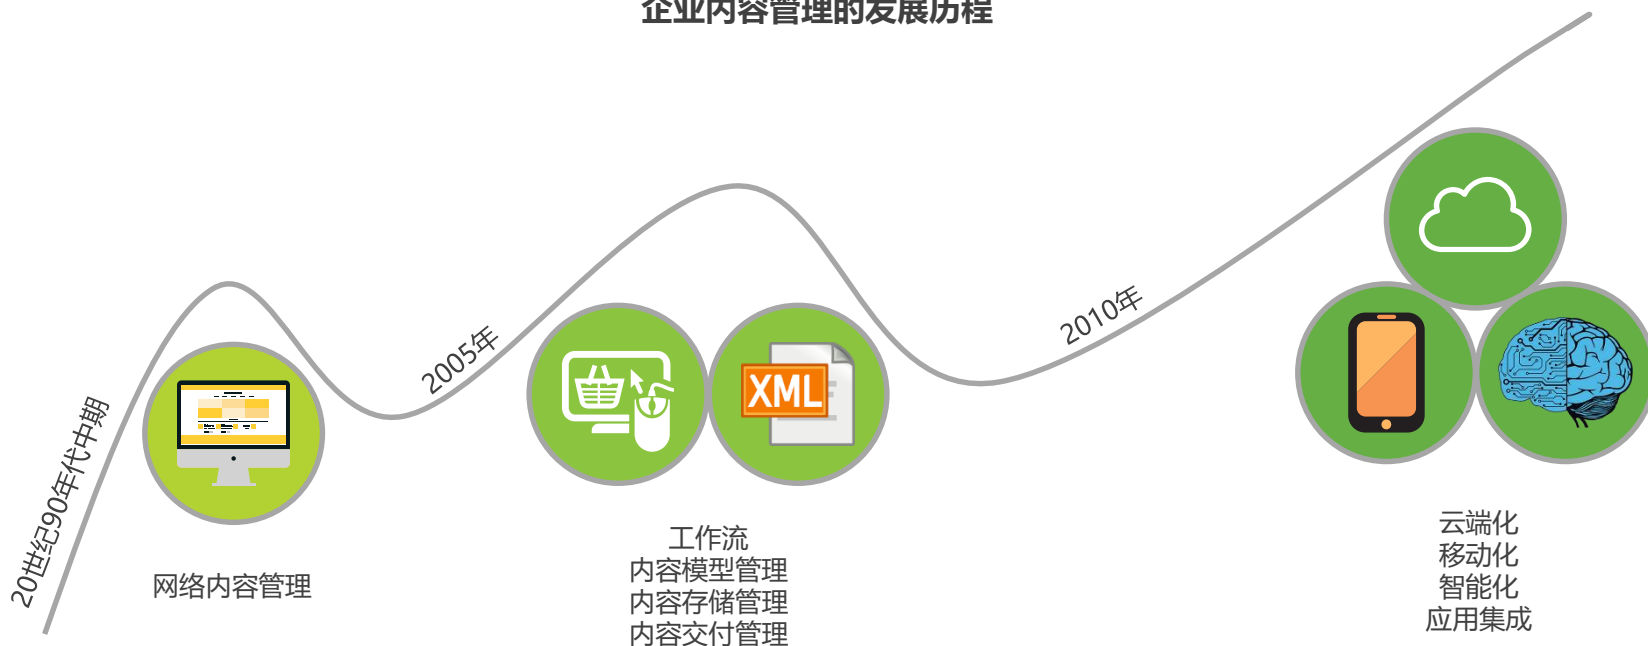 企业内容管理的发展历程
20世纪90年代中期
2005年
2010年
XML
网络内容管理
工作流
内容模型管理
内容存储管理
内容交付管理
云端化
移动化
智能化
应用集成